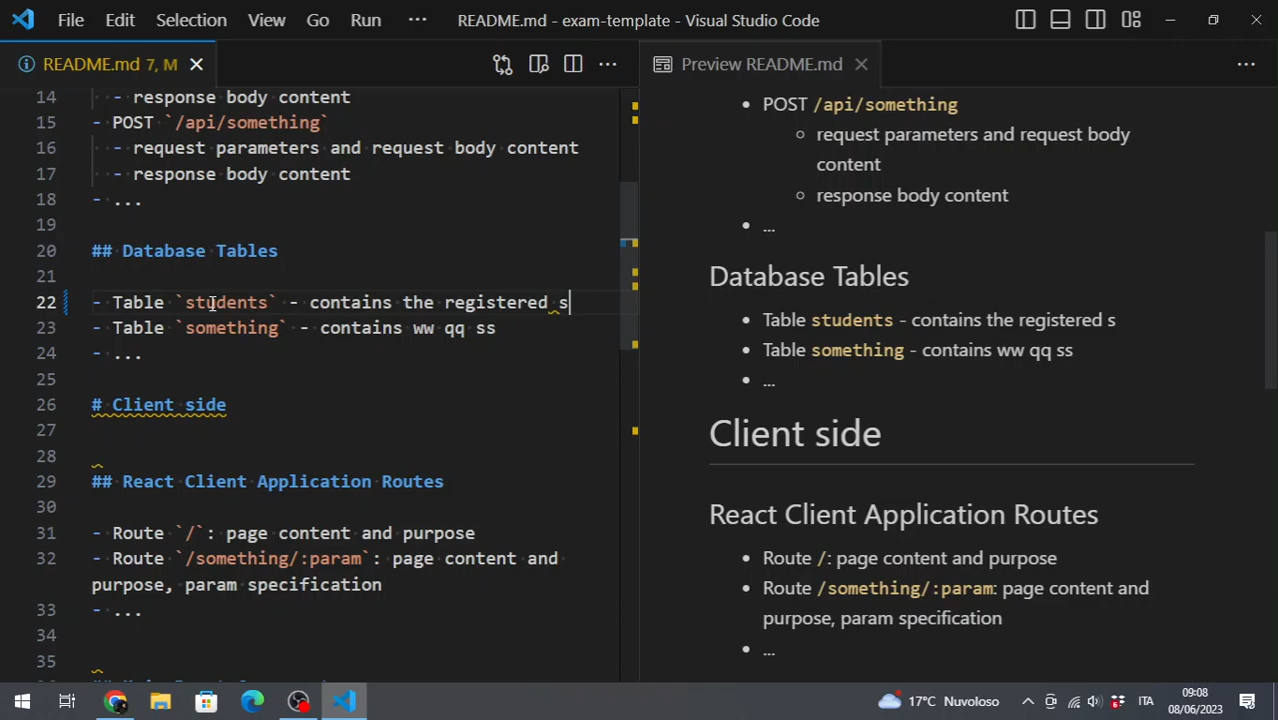 File Edit Selection View Go Run ··· README.md - exam-template - Visual Studio Code
README.md 7, M
Preview README.md
14 - response body content
15 - POST `/api/something`
16 - request parameters and request body content
17 - response body content
18 - ...
19
20 ## Database Tables
21
22 - Table `students` - contains the registered s
23 - Table `something` - contains ww qq ss
24 - ...
25
26 # Client side
27
28
29 ## React Client Application Routes
30
31 - Route `/`: page content and purpose
32 - Route `/something/:param`: page content and
purpose, param specification
33 - ...
34
35
• POST /api/something
○ request parameters and request body
content
○ response body content
• ...
Database Tables
• Table students - contains the registered s
• Table something - contains ww qq ss
• ...
Client side
React Client Application Routes
• Route /: page content and purpose
• Route /something/:param: page content and
purpose, param specification
• ...
17°C Nuvoloso
ITA
09:08
08/06/2023